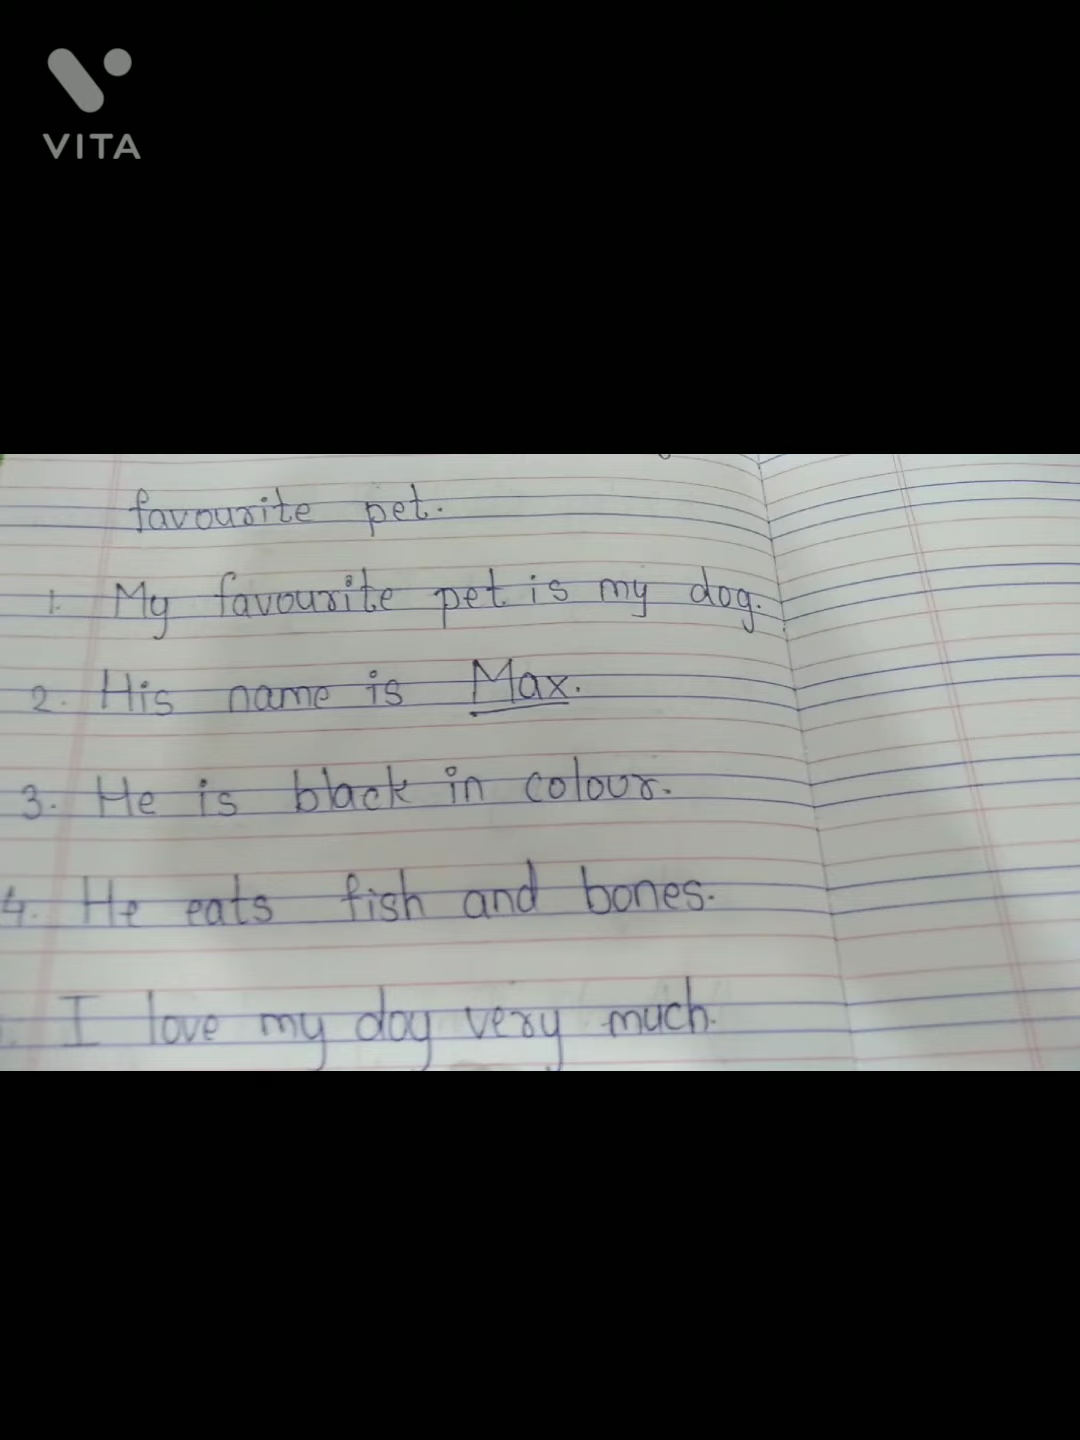 VITA
favourite pet.
1. My favourite pet is my dog.
2. His name is Max.
3. He is black in colour.
4. He eats fish and bones.
I love my dog very much.